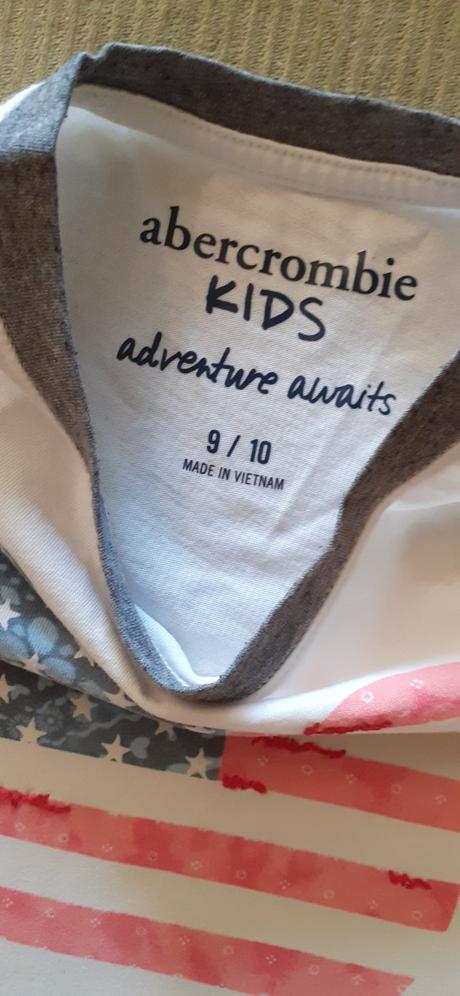 abercrombie
KIDS
adventure awaits
9 / 10
MADE IN VIETNAM